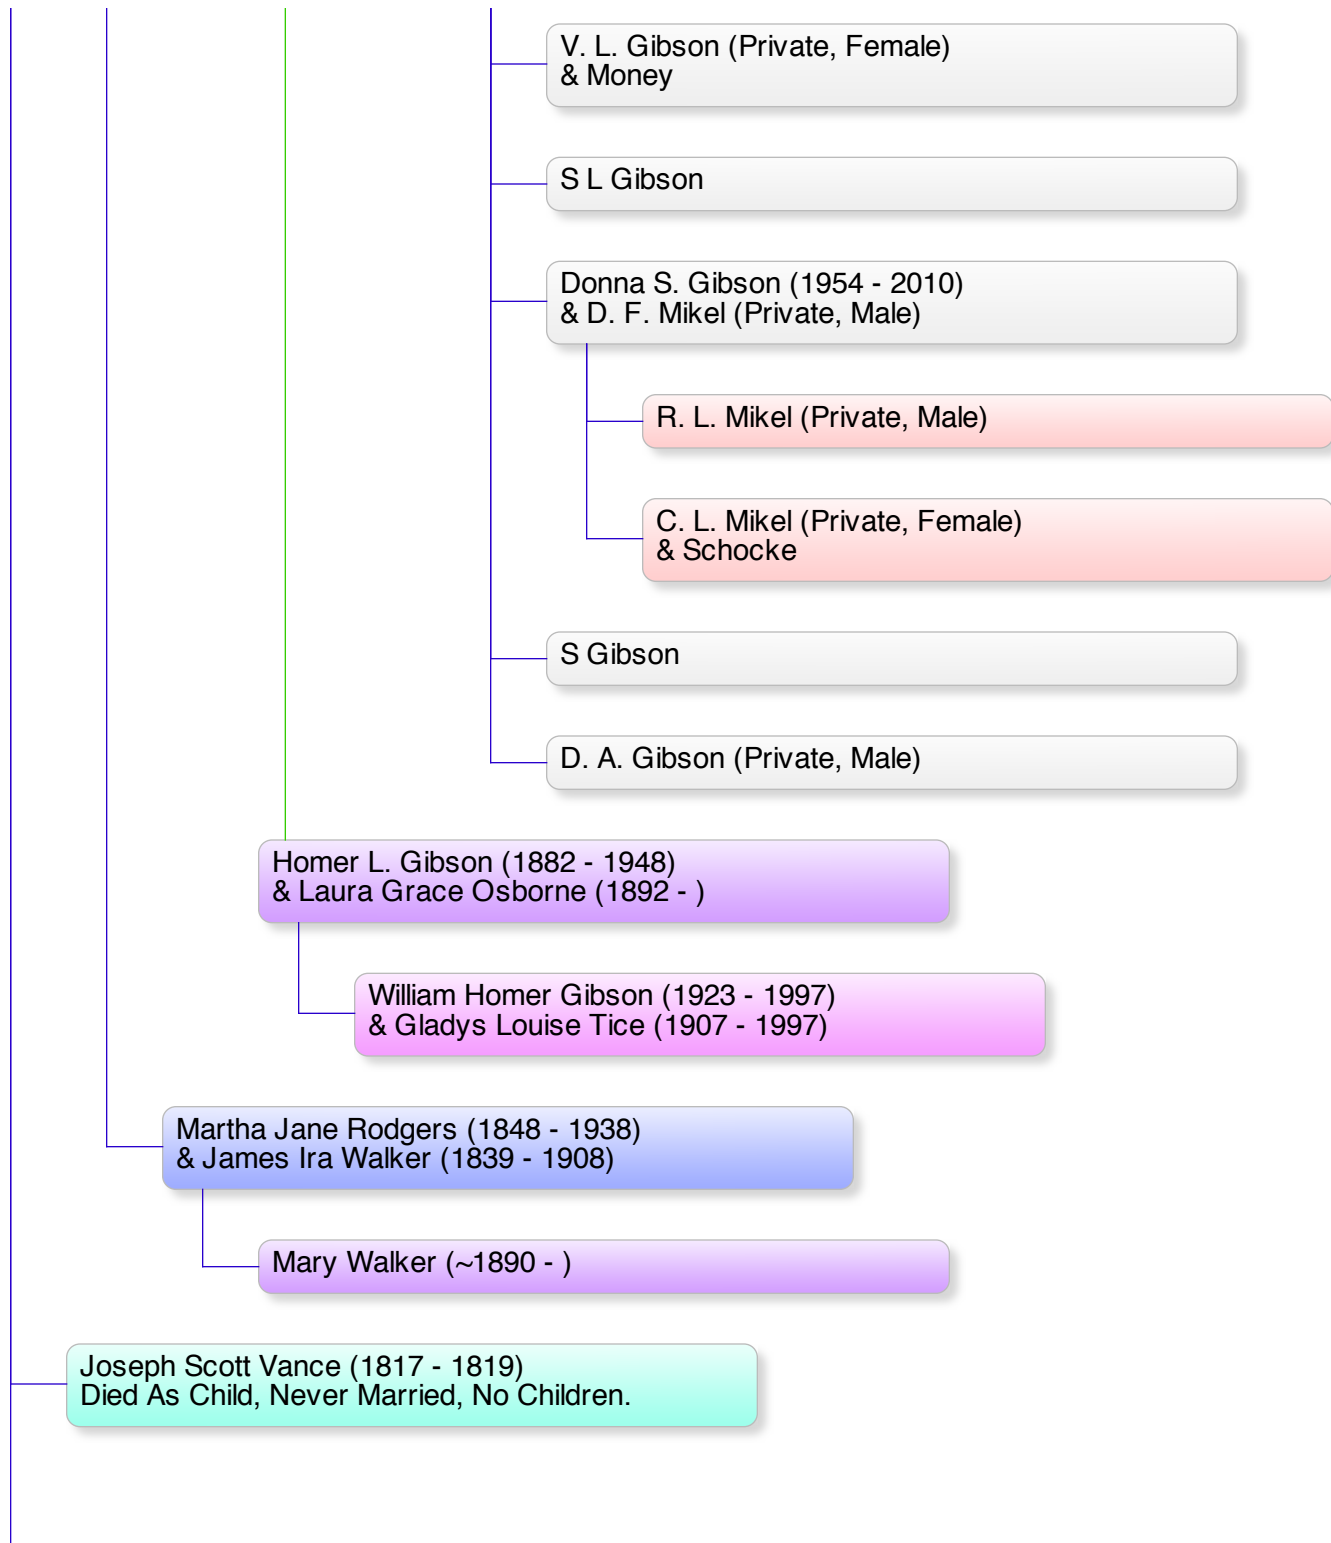 V. L. Gibson (Private, Female)
& Money
S L Gibson
Donna S. Gibson (1954 - 2010)
& D. F. Mikel (Private, Male)
R. L. Mikel (Private, Male)
C. L. Mikel (Private, Female)
& Schocke
S Gibson
D. A. Gibson (Private, Male)
Homer L. Gibson (1882 - 1948)
& Laura Grace Osborne (1892 - )
William Homer Gibson (1923 - 1997)
& Gladys Louise Tice (1907 - 1997)
Martha Jane Rodgers (1848 - 1938)
& James Ira Walker (1839 - 1908)
Mary Walker (~1890 - )
Joseph Scott Vance (1817 - 1819)
Died As Child, Never Married, No Children.